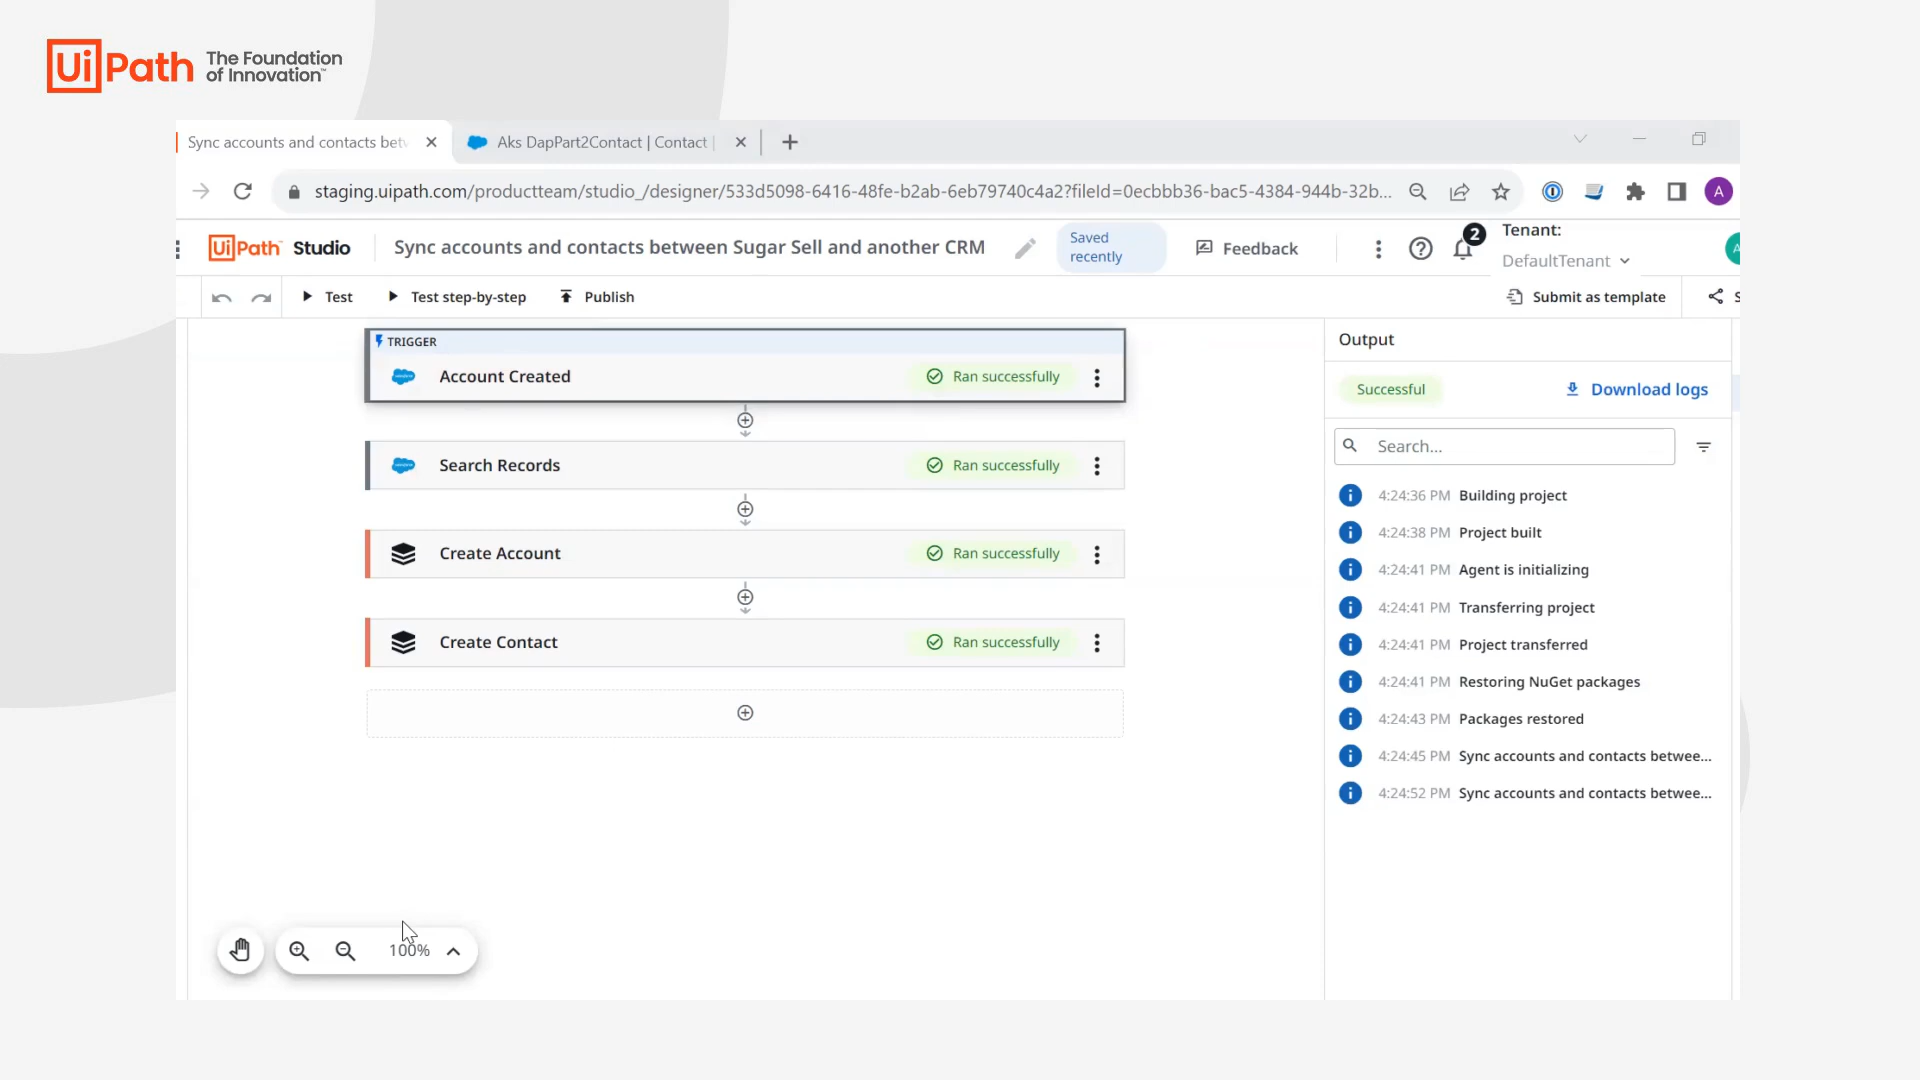 UiPath The Foundation of Innovation™
Sync accounts and contacts betw
Aks DapPart2Contact | Contact |
staging.uipath.com/productteam/studio_/designer/533d5098-6416-48fe-b2ab-6eb79740c4a2?fileId=0ecbbb36-bac5-4384-944b-32b...
A
UiPath Studio
Sync accounts and contacts between Sugar Sell and another CRM
Saved recently
Feedback
2
Tenant:
DefaultTenant
A
Test
Test step-by-step
Publish
Submit as template
S
TRIGGER
Account Created
Ran successfully
Search Records
Ran successfully
Create Account
Ran successfully
Create Contact
Ran successfully
100%
Output
Successful
Download logs
Search...
4:24:36 PM Building project
4:24:38 PM Project built
4:24:41 PM Agent is initializing
4:24:41 PM Transferring project
4:24:41 PM Project transferred
4:24:41 PM Restoring NuGet packages
4:24:43 PM Packages restored
4:24:45 PM Sync accounts and contacts betwee...
4:24:52 PM Sync accounts and contacts betwee...